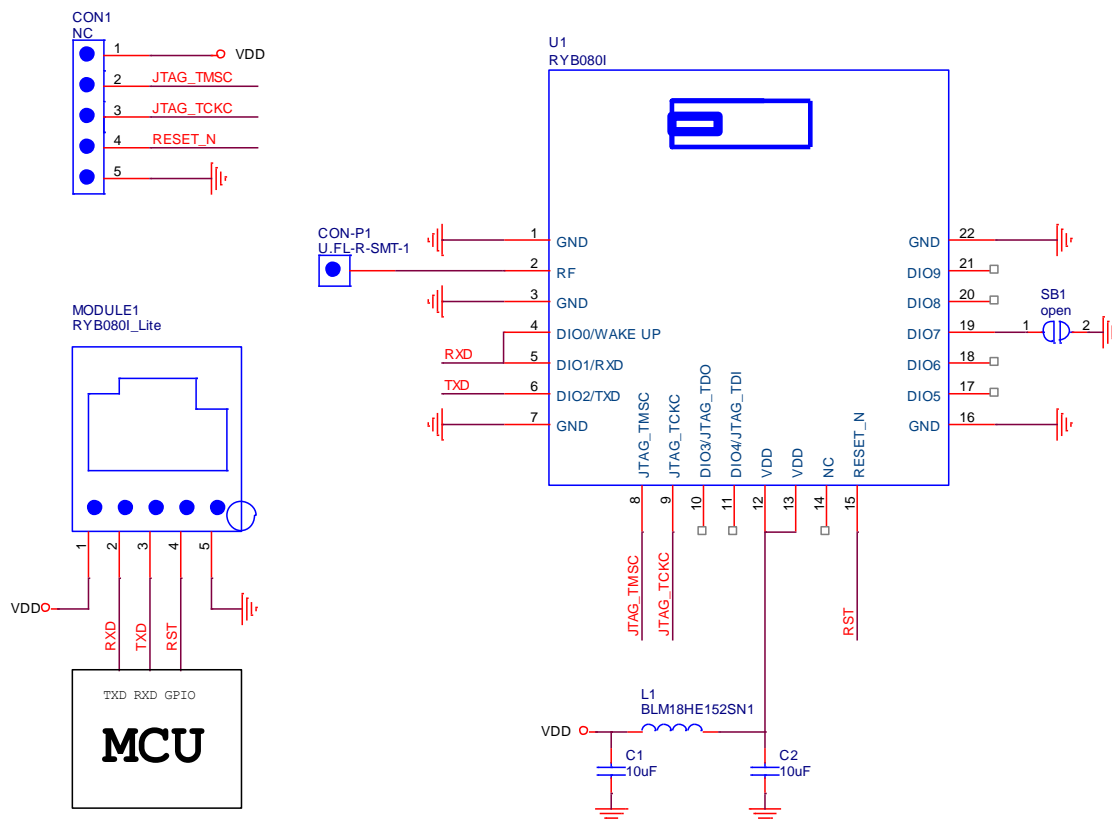 CON1
NC
1
VDD
2
JTAG_TMSC
3
JTAG_TCKC
4
RESET_N
5
U1
RYB080I
CON-P1
U.FL-R-SMT-1
1
GND
2
RF
3
GND
4
DIO0/WAKE UP
RXD
5
DIO1/RXD
TXD
6
DIO2/TXD
7
GND
GND
22
DIO9
21
DIO8
20
DIO7
19
SB1
open
1
2
DIO6
18
DIO5
17
GND
16
JTAG_TMSC
JTAG_TCKC
DIO3/JTAG_TDO
DIO4/JTAG_TDI
VDD
VDD
NC
RESET_N
8
9
10
11
12
13
14
15
JTAG_TMSC
JTAG_TCKC
RST
MODULE1
RYB080I_Lite
1
2
3
4
5
VDD
RXD
TXD
RST
TXD RXD GPIO
MCU
L1
BLM18HE152SN1
VDD
C1
10uF
C2
10uF